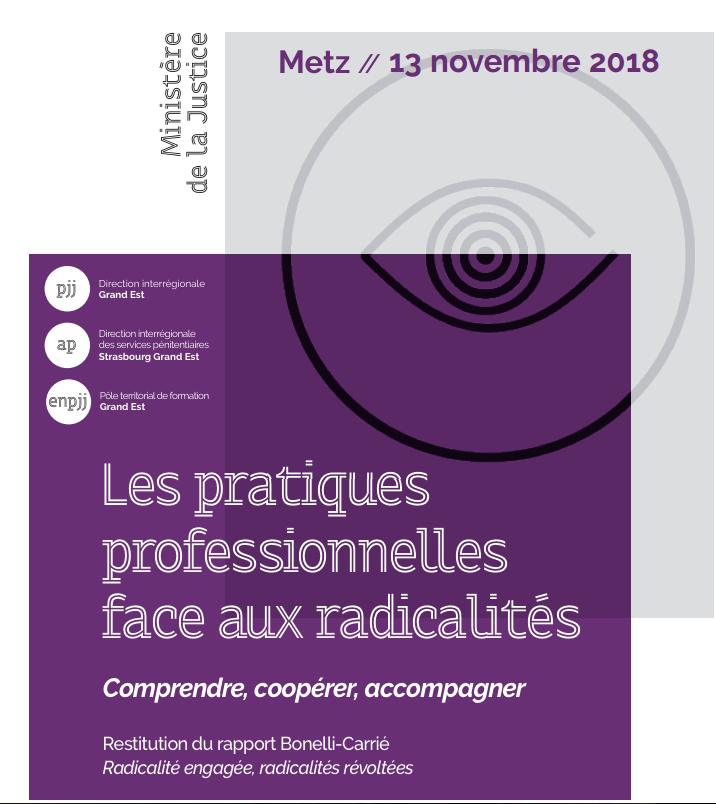 Ministère
de la Justice
Metz // 13 novembre 2018
pjj
Direction interrégionale
Grand Est
ap
Direction interrégionale
des services pénitentiaires
Strasbourg Grand Est
enpjj
Pôle territorial de formation
Grand Est
Les pratiques
professionnelles
face aux radicalités
Comprendre, coopérer, accompagner
Restitution du rapport Bonelli-Carrié
Radicalité engagée, radicalités révoltées